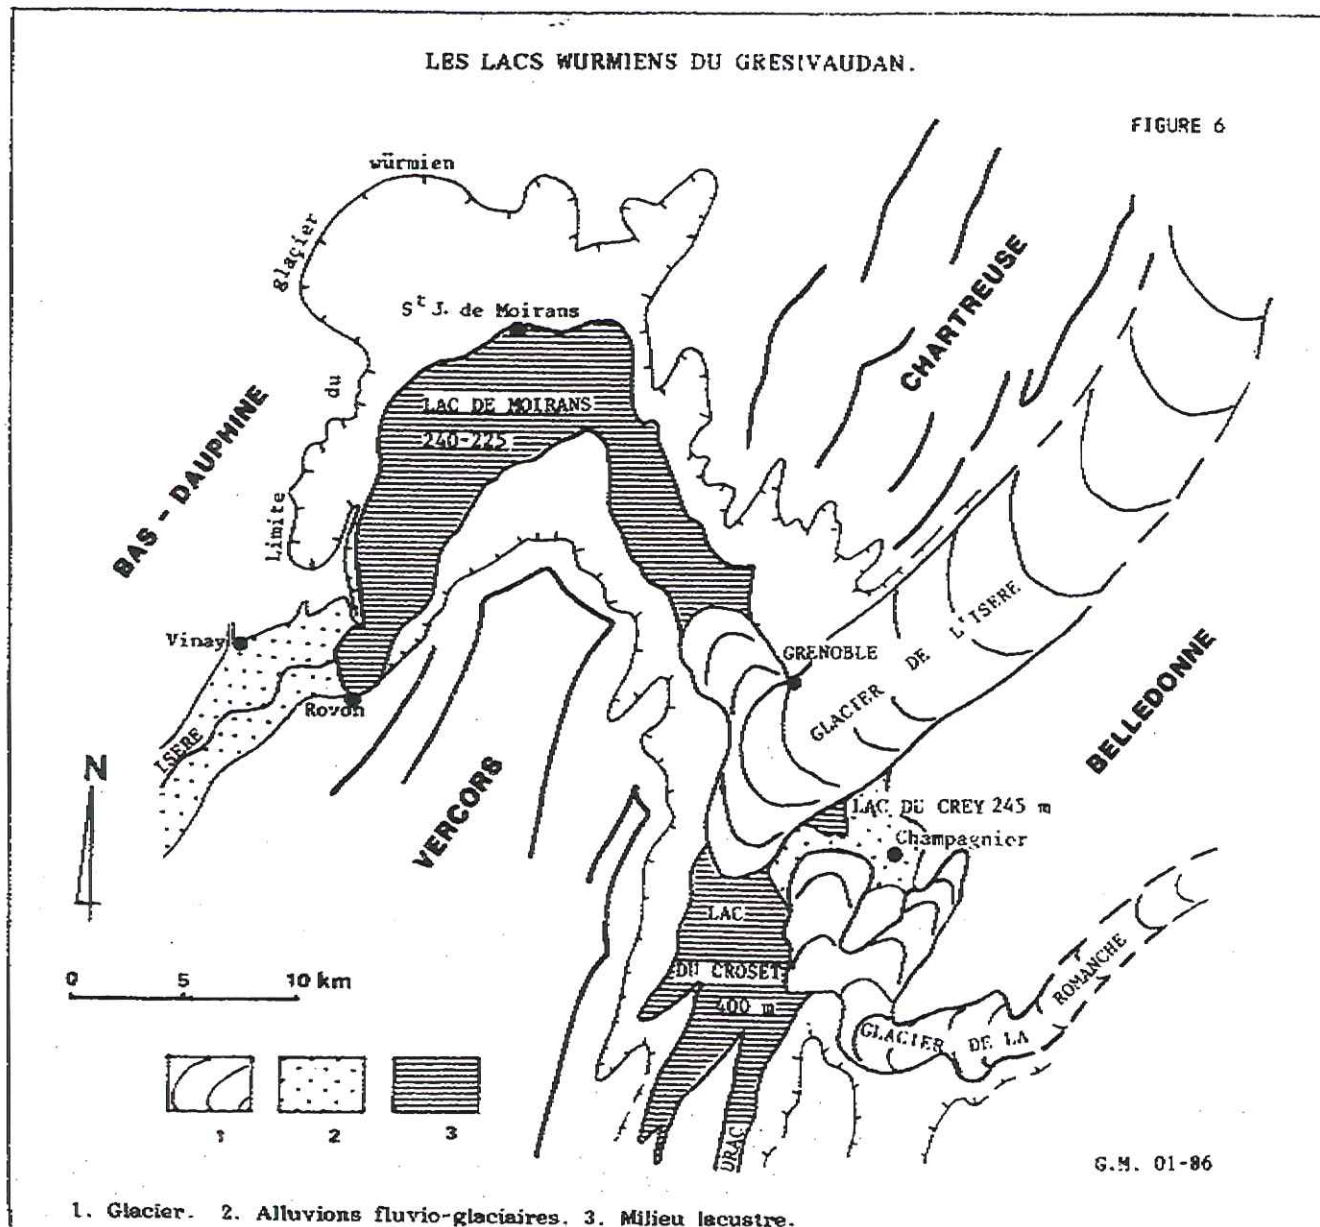 LES LACS WURMIENS DU GRESIVAUDAN.
FIGURE 6
würmien
glaçier
du
Limite
St J. de Moirans
CHARTREUSE
LAC DE MOIRANS
240-225
BAS - DAUPHINE
Vinay
Rovon
ISERE
GRENOBLE
GLACIER DE L'ISERE
BELLEDONNE
VERCORS
N
LAC DU CREY 245 m
Champagnier
LAC
DU CROSET
400 m
GLACIER DE LA ROMANCHE
0 5 10 km
1 2 3
DRAC
G.M. 01-86
1. Glacier. 2. Alluvions fluvio-glaciaires. 3. Milieu lacustre.